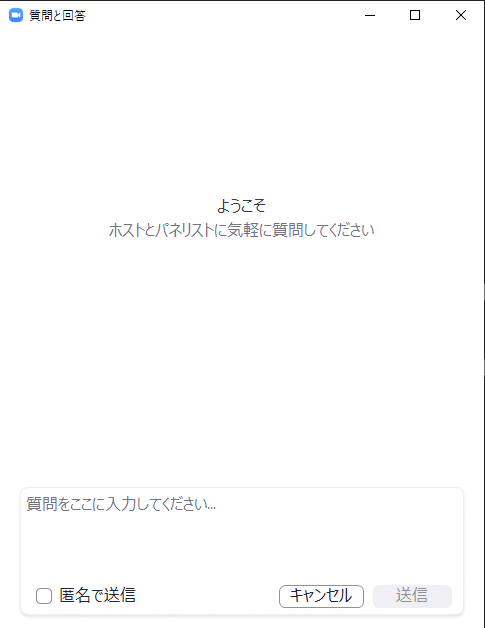 質問と回答
ようこそ
ホストとパネリストに気軽に質問してください
質問をここに入力してください...
匿名で送信
キャンセル
送信